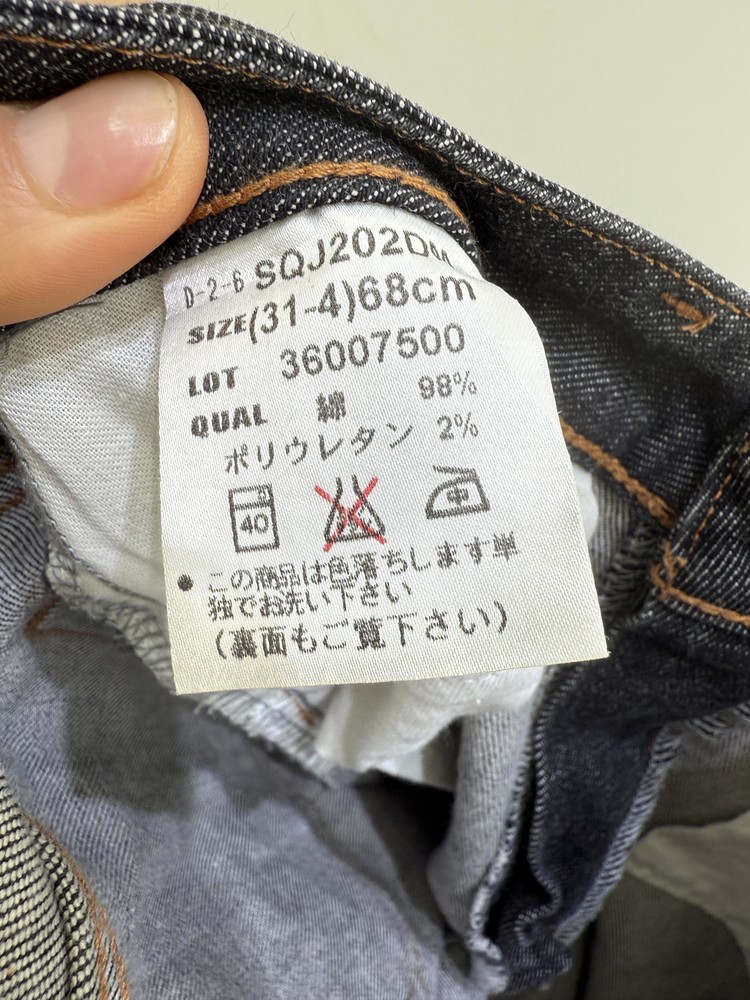 D-2-6 SQJ202D
SIZE(31-4)68cm
LOT 36007500
QUAL 綿 98%
ポリウレタン 2%
40 中
●この商品は色落ちします単
独でお洗い下さい
(裏面もご覧下さい)